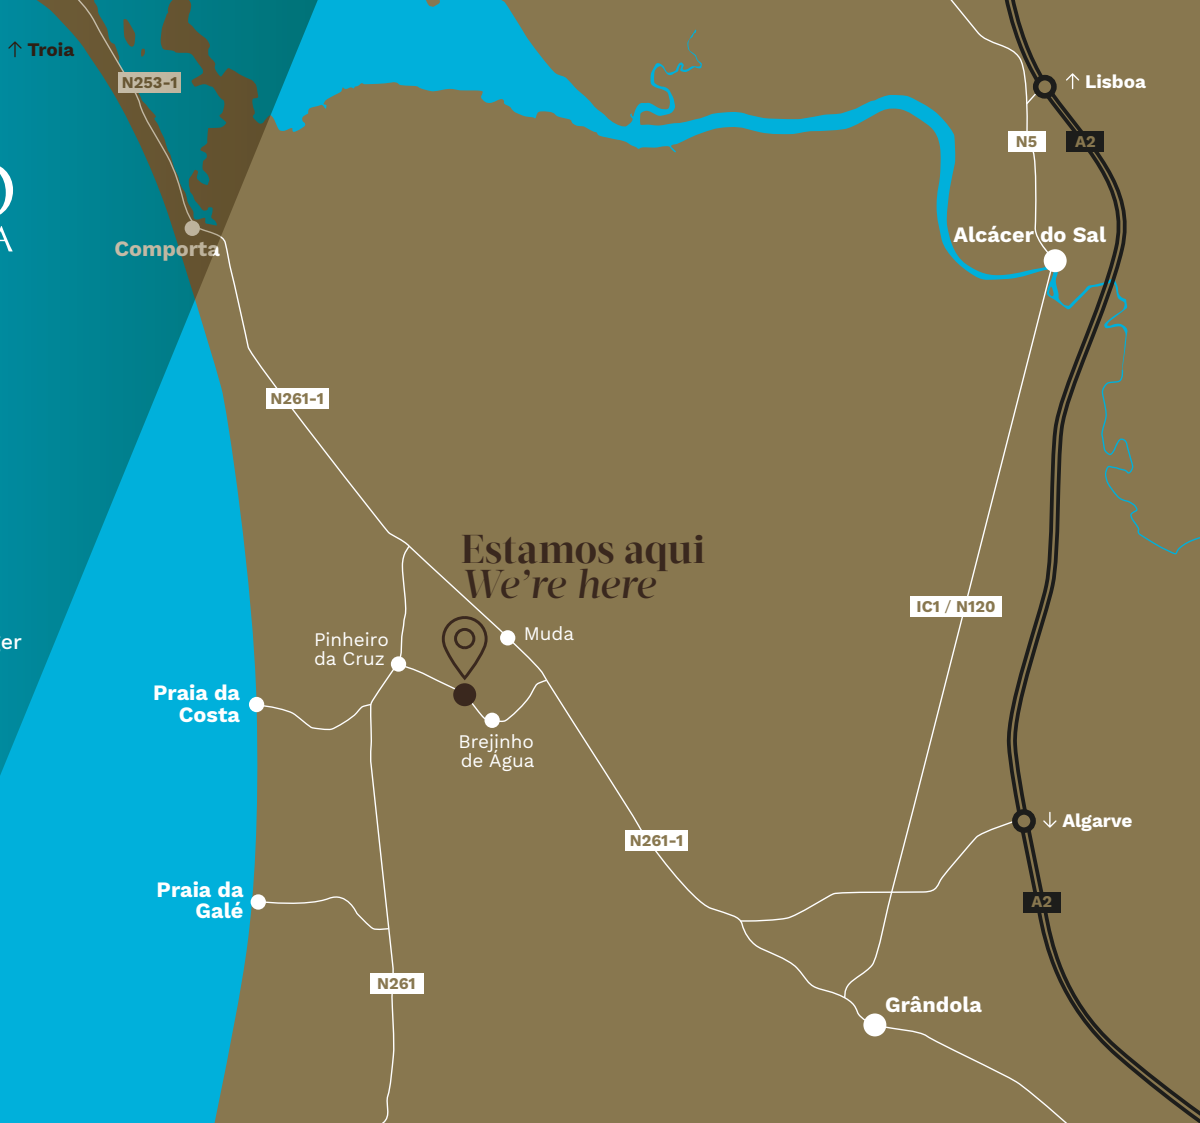 ↑ Troia
N253-1
↑ Lisboa
N5
A2
Alcácer do Sal
Comporta
N261-1
Estamos aqui
We're here
IC1 / N120
Muda
Pinheiro
da Cruz
Praia da
Costa
Brejinho
de Água
↓ Algarve
N261-1
Praia da
Galé
A2
N261
Grândola